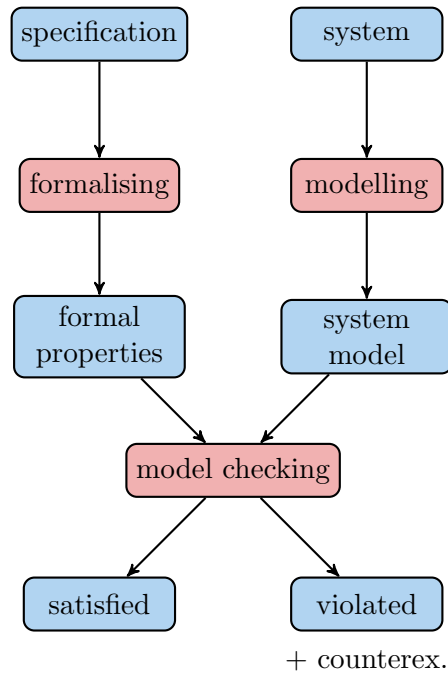 specification
system
formalising
modelling
formal
properties
system
model
model checking
satisfied
violated
+ counterex.